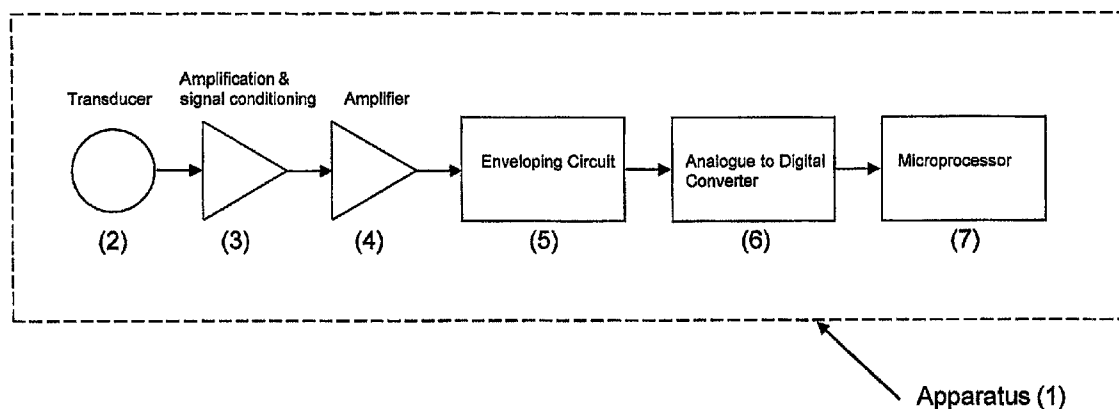 Transducer
Amplification &
signal conditioning
Amplifier
Enveloping Circuit
Analogue to Digital
Converter
Microprocessor
(2)
(3)
(4)
(5)
(6)
(7)
Apparatus (1)